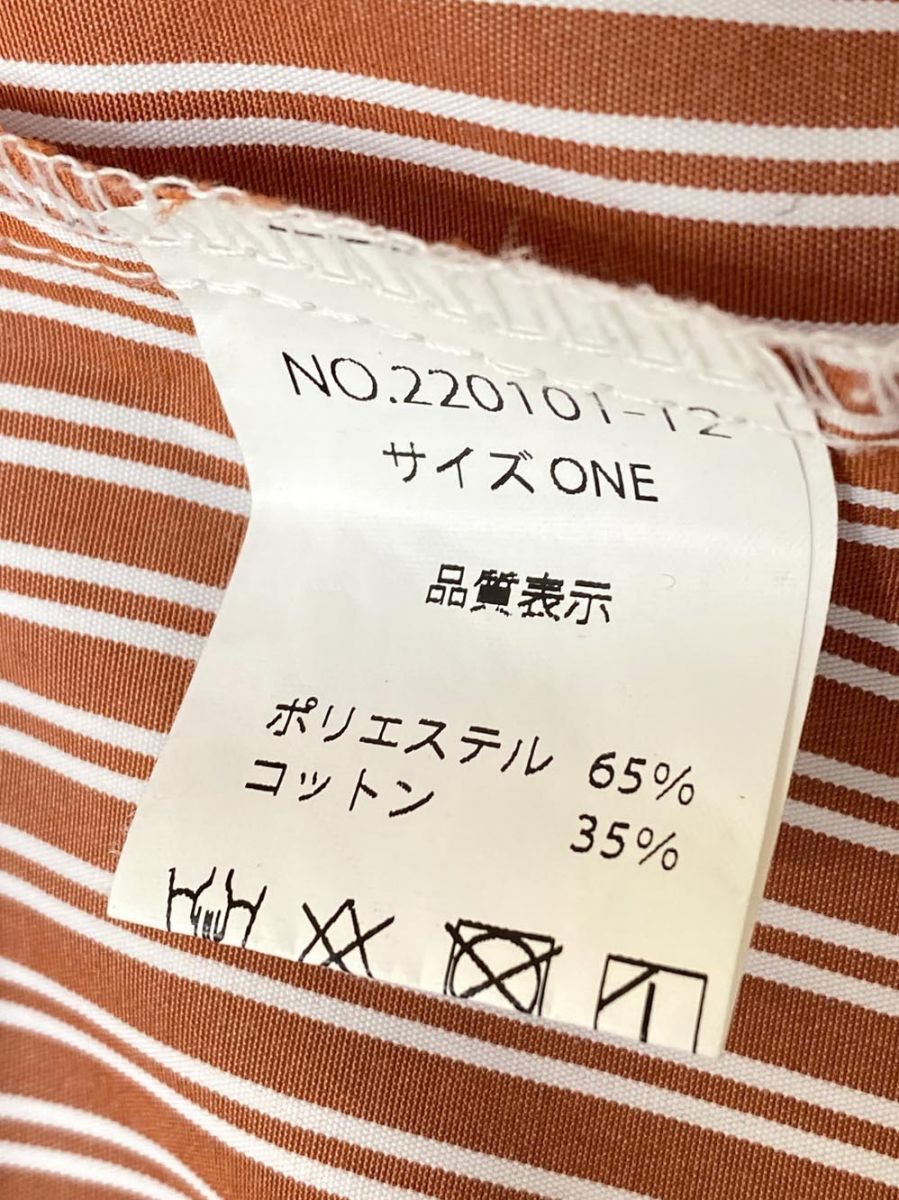 NO.220101-12
サイズ ONE
品質表示
ポリエステル 65%
コットン 35%